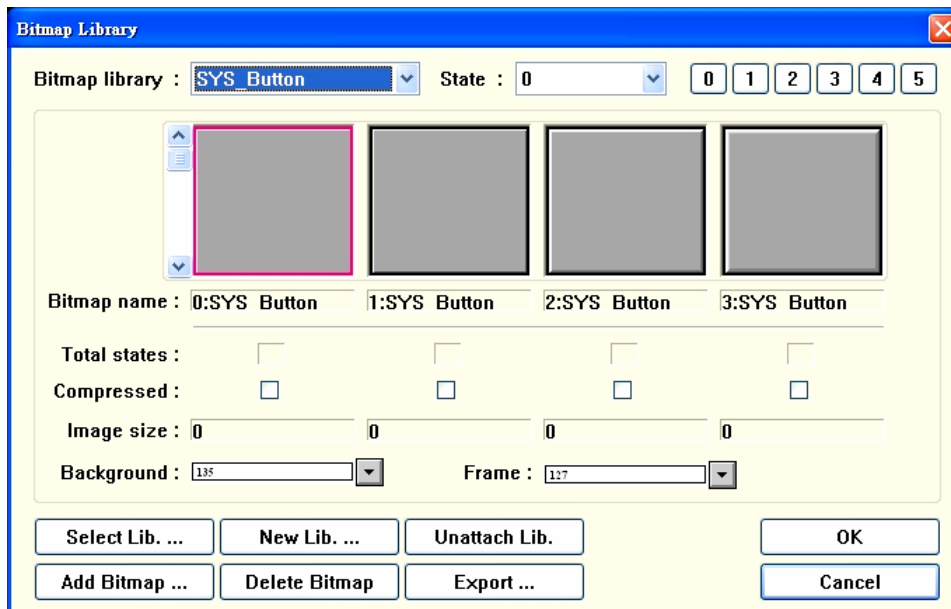 Bitmap Library
Bitmap library : SYS_Button State : 0 0 1 2 3 4 5
Bitmap name : 0:SYS Button 1:SYS Button 2:SYS Button 3:SYS Button
Total states :
Compressed :
Image size : 0 0 0 0
Background : 135 Frame : 127
Select Lib. ... New Lib. ... Unattach Lib. OK
Add Bitmap ... Delete Bitmap Export ... Cancel